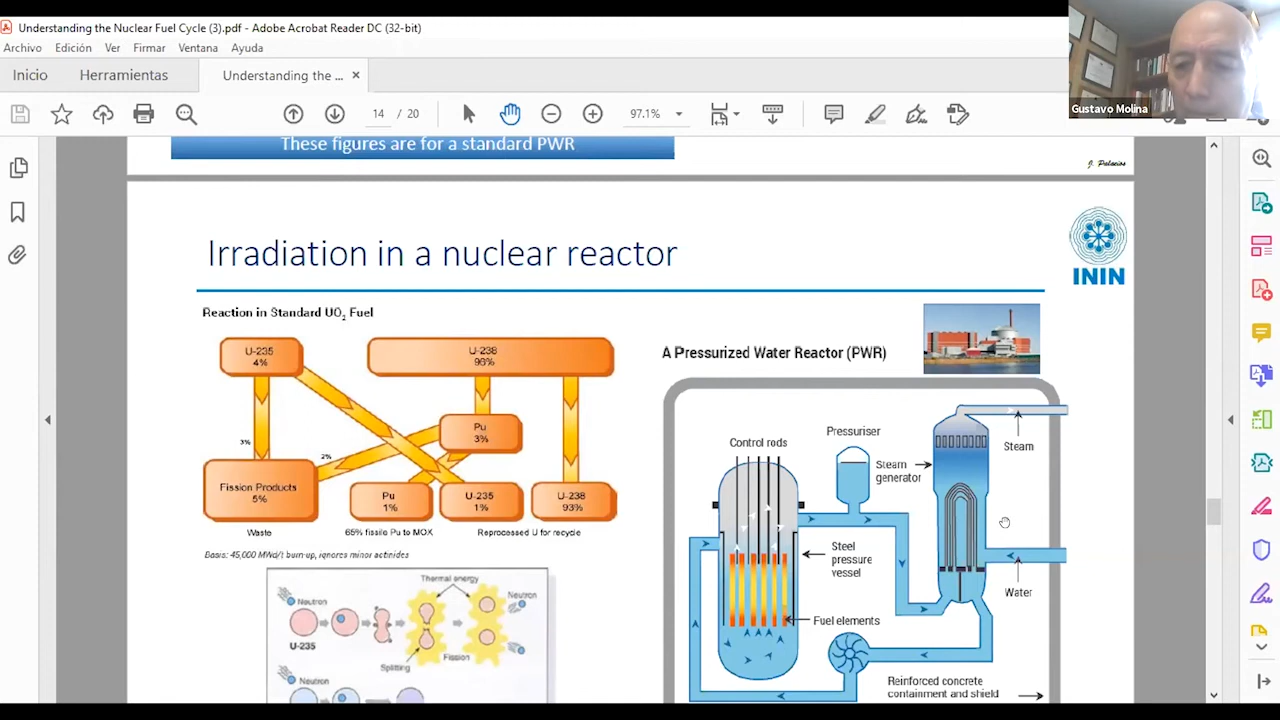 Understanding the Nuclear Fuel Cycle (3).pdf - Adobe Acrobat Reader DC (32-bit)
Archivo Edición Ver Firmar Ventana Ayuda
Inicio Herramientas Understanding the ... ×
14 / 20 97.1%
Gustavo Molina
These figures are for a standard PWR
J. Palacios
Irradiation in a nuclear reactor
ININ
Reaction in Standard UO2 Fuel
U-235
4%
U-238
96%
Pu
3%
3%
2%
Fission Products
5%
Pu
1%
U-235
1%
U-238
93%
Waste
65% fissile Pu to MOX
Reprocessed U for recycle
Basis: 45,000 MWd/t burn-up, ignores minor actinides
Thermal energy
Neutron
Neutron
U-235
Splitting
Fission
Neutron
A Pressurized Water Reactor (PWR)
Control rods
Pressuriser
Steam
generator
Steam
Steel
pressure
vessel
Water
Fuel elements
Reinforced concrete
containment and shield